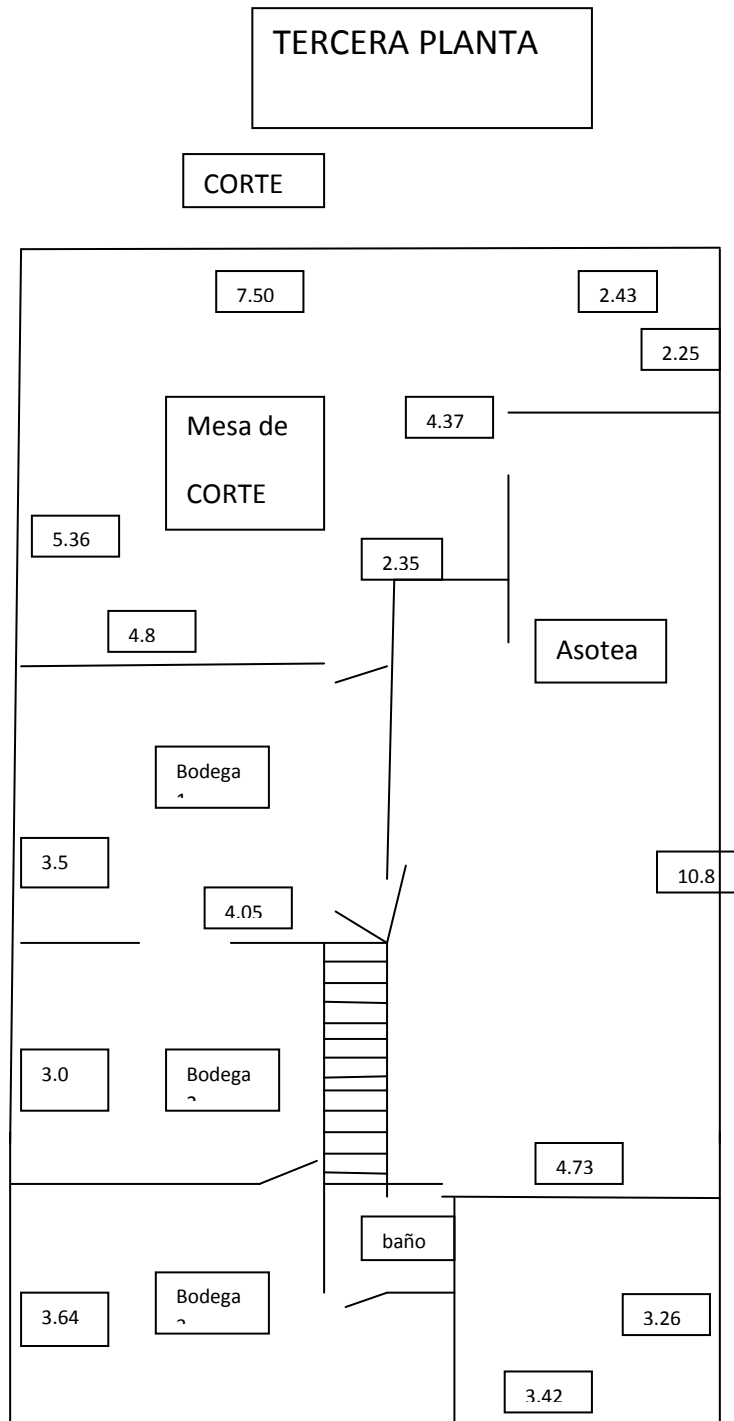 TERCERA PLANTA
CORTE
7.50
2.43
2.25
Mesa de
CORTE
4.37
5.36
2.35
4.8
Asotea
Bodega
3.5
10.8
4.05
3.0
Bodega
4.73
baño
Bodega
3.64
3.26
3.42